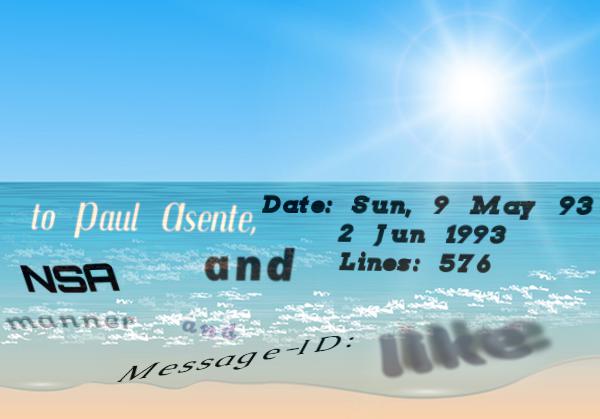 to Paul Asente,
Date: Sun, 9 May 93
2 Jun 1993
Lines: 576
NSA
and
manner
and
Message-ID:
like: